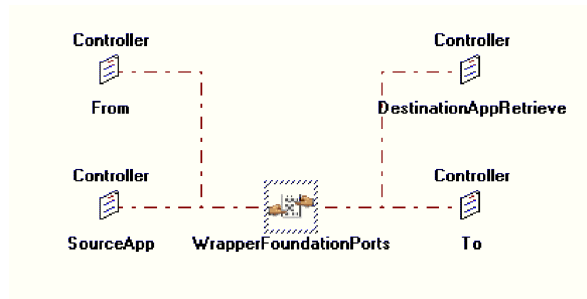 Controller
Controller
From
DestinationAppRetrieve
Controller
Controller
SourceApp
WrapperFoundationPorts
To